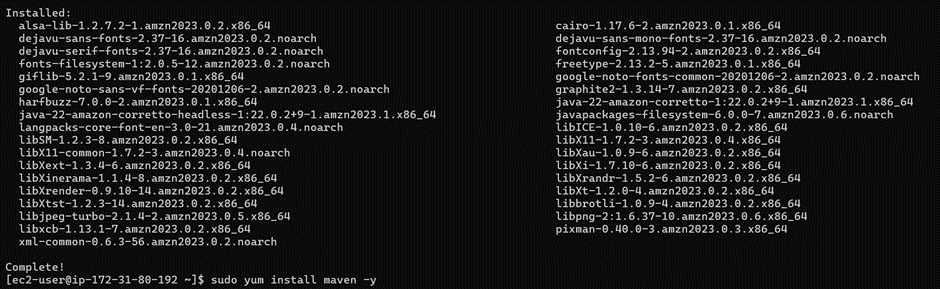 Installed:
alsa-lib-1.2.7.2-1.amzn2023.0.2.x86_64 cairo-1.17.6-2.amzn2023.0.1.x86_64
dejavu-sans-fonts-2.37-16.amzn2023.0.2.noarch dejavu-sans-mono-fonts-2.37-16.amzn2023.0.2.noarch
dejavu-serif-fonts-2.37-16.amzn2023.0.2.noarch fontconfig-2.13.94-2.amzn2023.0.2.x86_64
fonts-filesystem-1:2.0.5-12.amzn2023.0.2.noarch freetype-2.13.2-5.amzn2023.0.1.x86_64
giflib-5.2.1-9.amzn2023.0.1.x86_64 google-noto-fonts-common-20201206-2.amzn2023.0.2.noarch
google-noto-sans-vf-fonts-20201206-2.amzn2023.0.2.noarch graphite2-1.3.14-7.amzn2023.0.2.x86_64
harfbuzz-7.0.0-2.amzn2023.0.1.x86_64 java-22-amazon-corretto-1:22.0.2+9-1.amzn2023.1.x86_64
java-22-amazon-corretto-headless-1:22.0.2+9-1.amzn2023.1.x86_64 javapackages-filesystem-6.0.0-7.amzn2023.0.6.noarch
langpacks-core-font-en-3.0-21.amzn2023.0.4.noarch libICE-1.0.10-6.amzn2023.0.2.x86_64
libSM-1.2.3-8.amzn2023.0.2.x86_64 libX11-1.7.2-3.amzn2023.0.4.x86_64
libX11-common-1.7.2-3.amzn2023.0.4.noarch libXau-1.0.9-6.amzn2023.0.2.x86_64
libXext-1.3.4-6.amzn2023.0.2.x86_64 libXi-1.7.10-6.amzn2023.0.2.x86_64
libXinerama-1.1.4-8.amzn2023.0.2.x86_64 libXrandr-1.5.2-6.amzn2023.0.2.x86_64
libXrender-0.9.10-14.amzn2023.0.2.x86_64 libXt-1.2.0-4.amzn2023.0.2.x86_64
libXtst-1.2.3-14.amzn2023.0.2.x86_64 libbrotli-1.0.9-4.amzn2023.0.2.x86_64
libjpeg-turbo-2.1.4-2.amzn2023.0.5.x86_64 libpng-2:1.6.37-10.amzn2023.0.6.x86_64
libxcb-1.13.1-7.amzn2023.0.2.x86_64 pixman-0.40.0-3.amzn2023.0.3.x86_64
xml-common-0.6.3-56.amzn2023.0.2.noarch
Complete!
[ec2-user@ip-172-31-80-192 ~]$ sudo yum install maven -y